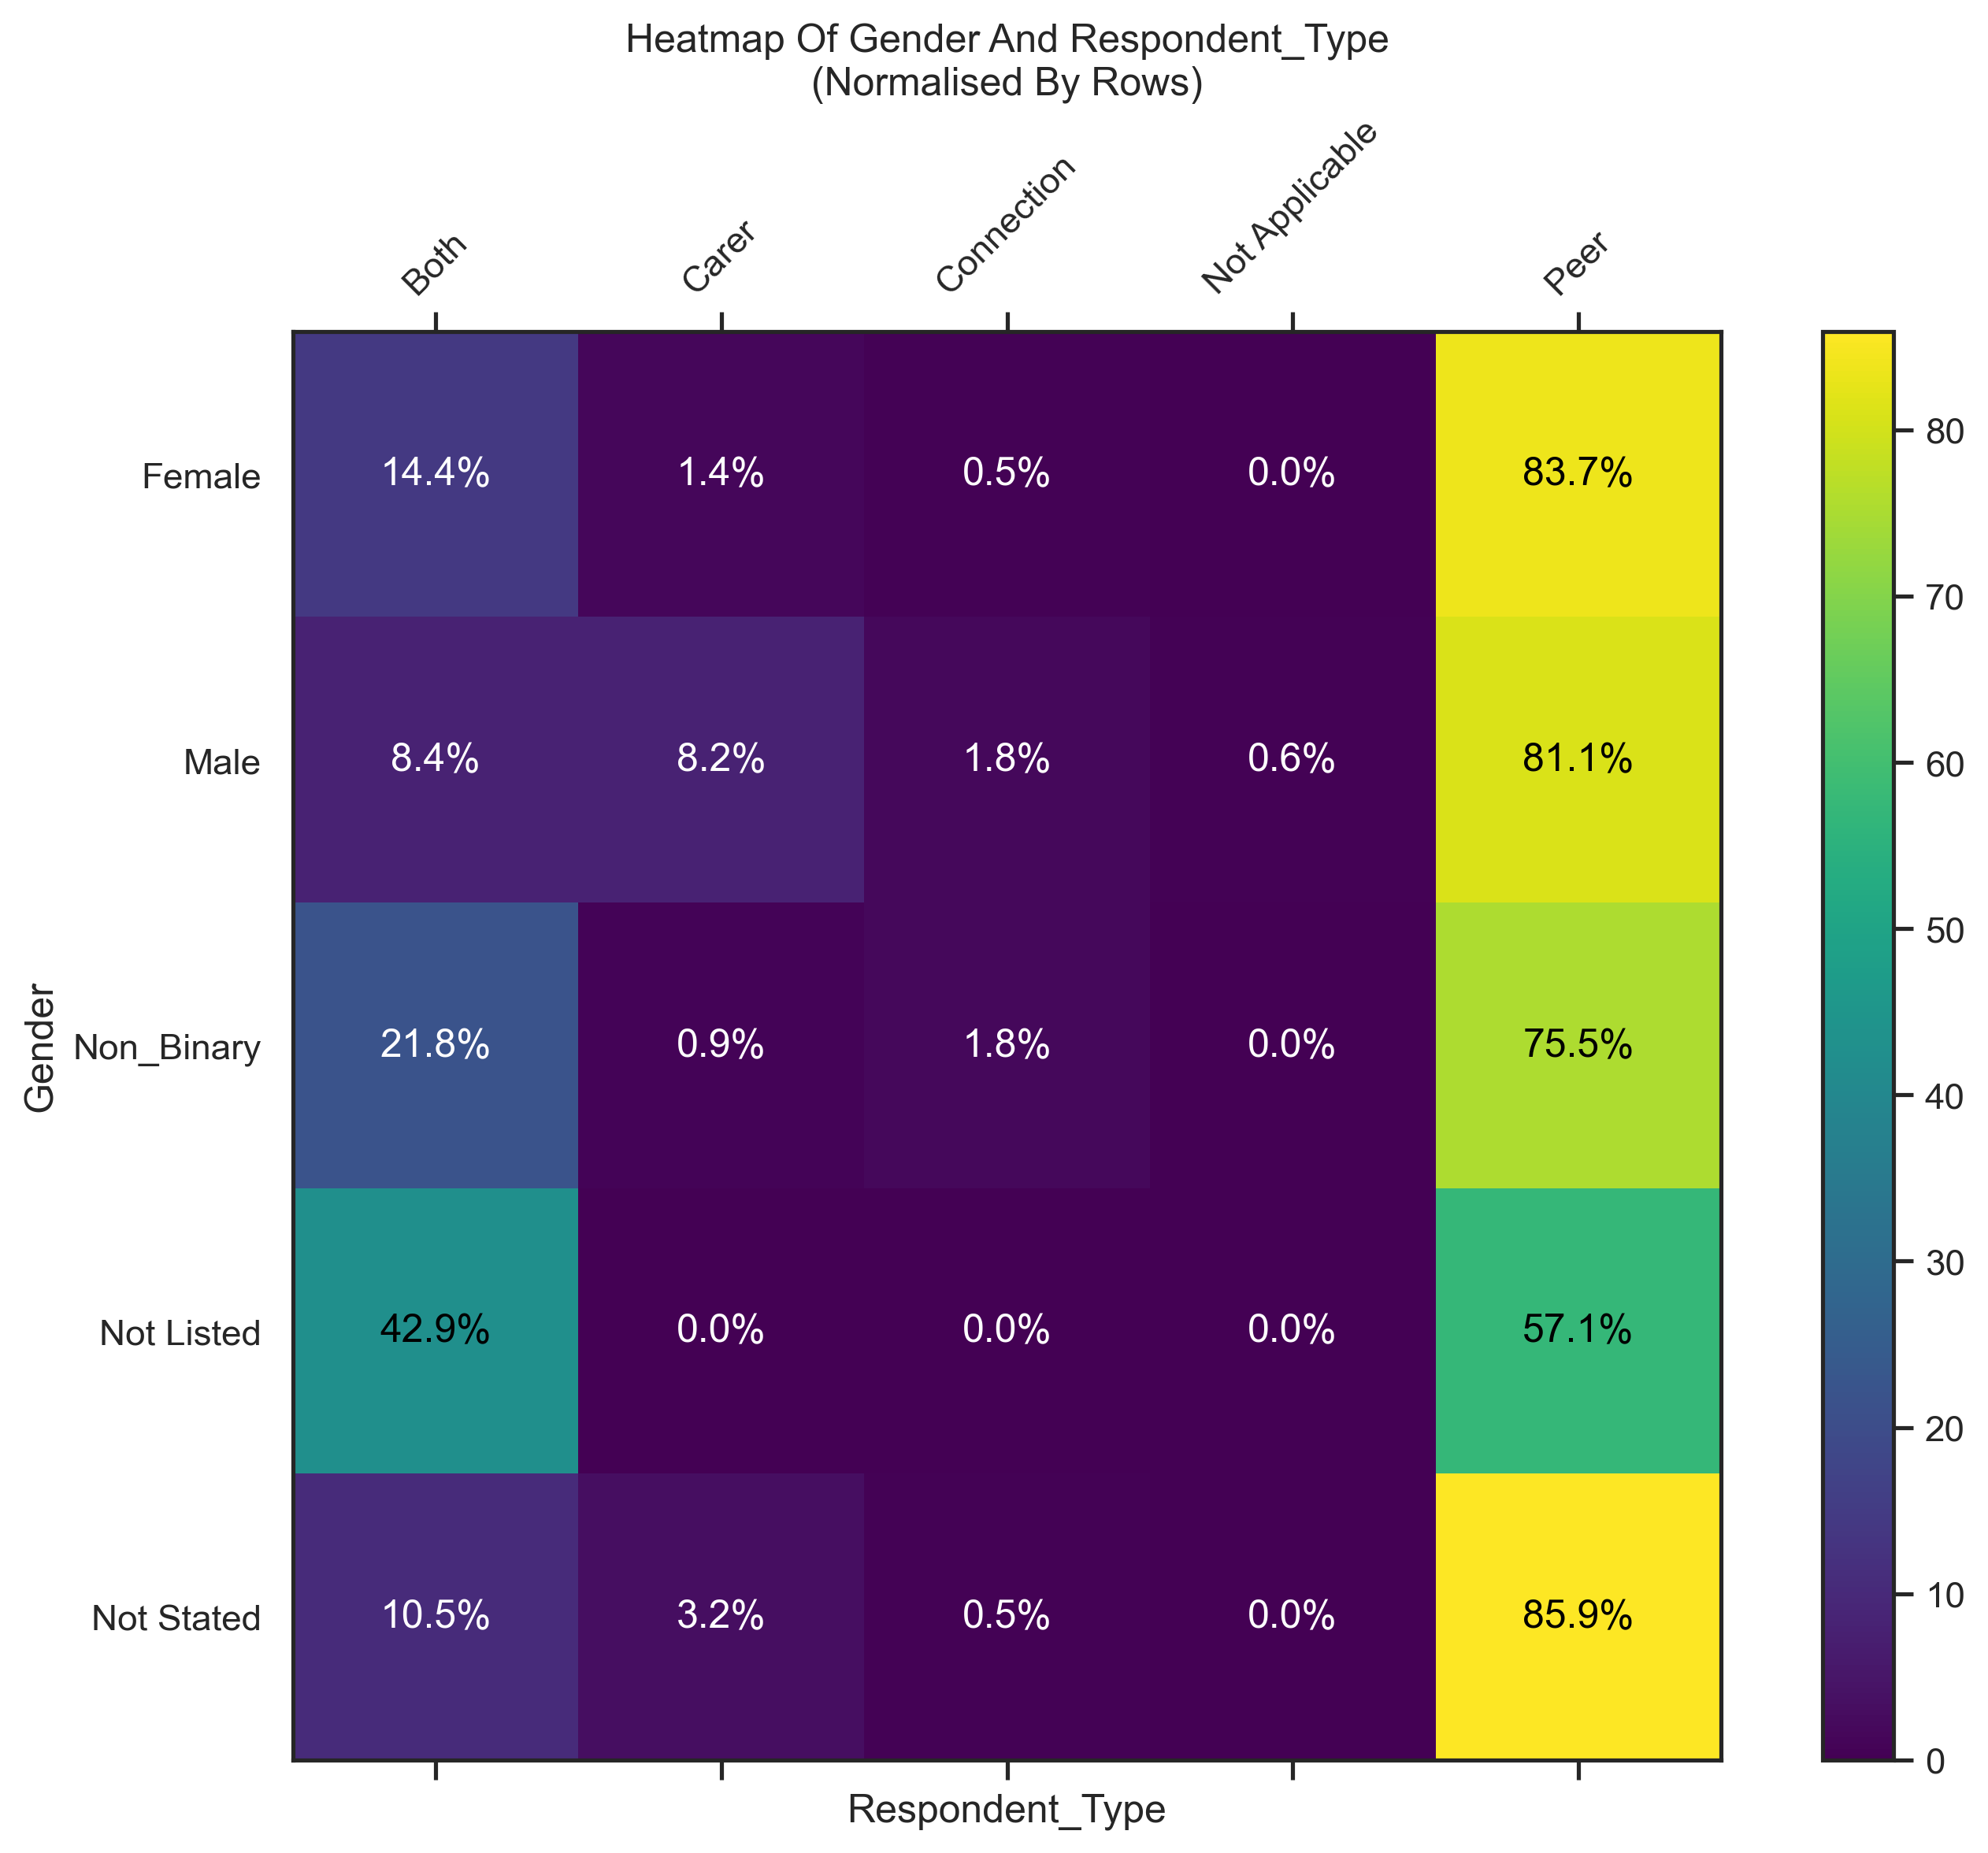 Heatmap Of Gender And Respondent_Type
(Normalised By Rows)
Both
Carer
Connection
Not Applicable
Peer
Gender
Female
14.4%
1.4%
0.5%
0.0%
83.7%
Male
8.4%
8.2%
1.8%
0.6%
81.1%
Non_Binary
21.8%
0.9%
1.8%
0.0%
75.5%
Not Listed
42.9%
0.0%
0.0%
0.0%
57.1%
Not Stated
10.5%
3.2%
0.5%
0.0%
85.9%
Respondent_Type
80
70
60
50
40
30
20
10
0